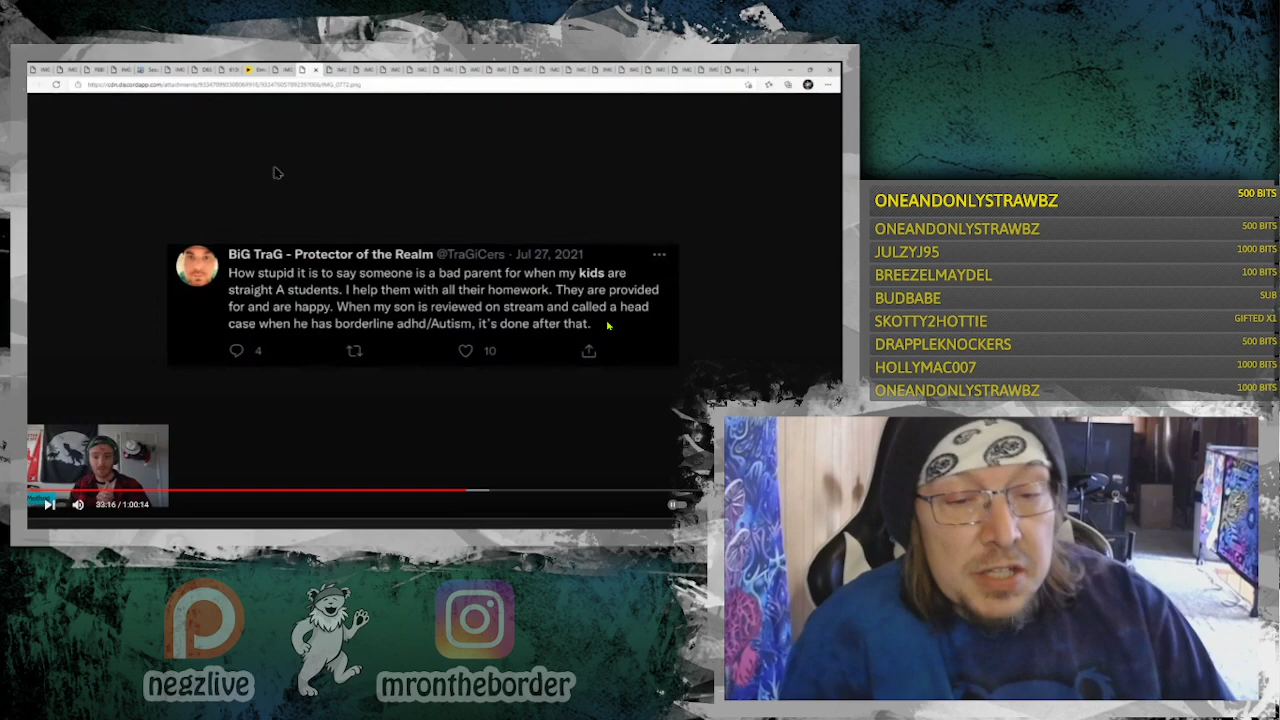 https://cdn.discordapp.com/attachments/
BiG TraG - Protector of the Realm @TraGiCers · Jul 27, 2021
How stupid it is to say someone is a bad parent for when my kids are
straight A students. I help them with all their homework. They are provided
for and are happy. When my son is reviewed on stream and called a head
case when he has borderline adhd/Autism, it's done after that.
4 10
33:16 / 1:00:14
ONEANDONLYSTRAWBZ 500 BITS
ONEANDONLYSTRAWBZ 500 BITS
JULZYJ95 1000 BITS
BREEZELMAYDEL 100 BITS
BUDBABE SUB
SKOTTY2HOTTIE GIFTED X1
DRAPPLEKNOCKERS 500 BITS
HOLLYMAC007 1000 BITS
ONEANDONLYSTRAWBZ 1000 BITS
negzlive
mrontheborder